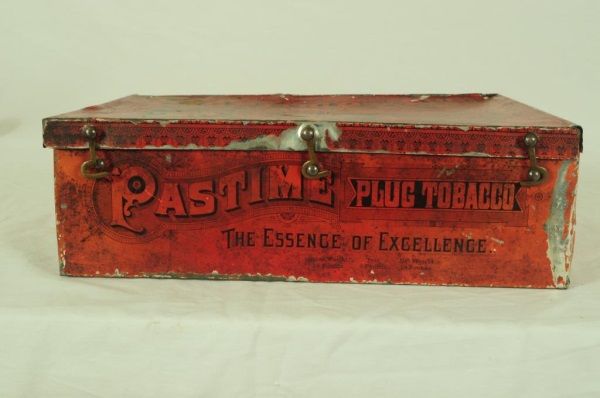 PASTIME PLUG TOBACCO
THE ESSENCE OF EXCELLENCE